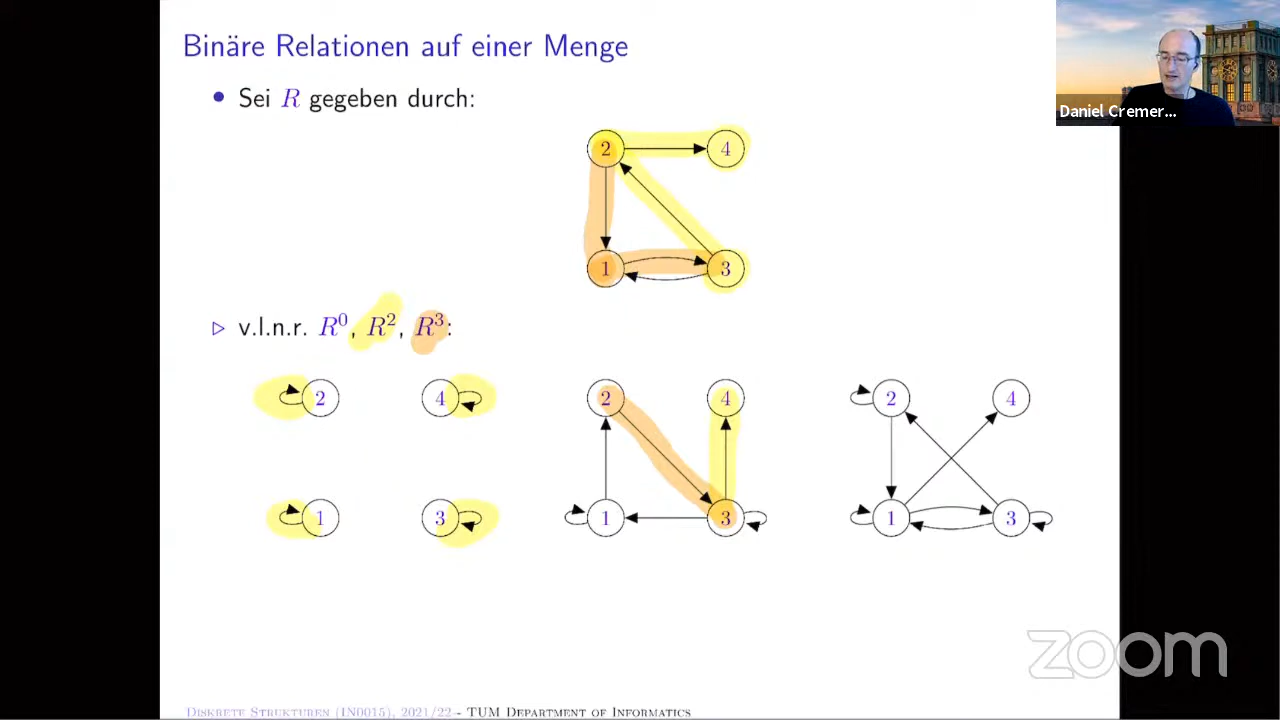 Binäre Relationen auf einer Menge
Daniel Cremer...
• Sei R gegeben durch:
2 4
1 3
▷ v.l.n.r. R⁰, R², R³:
2 4 2 4 2 4
1 3 1 3 1 3
zoom
Diskrete Strukturen (IN0015), 2021/22 – TUM Department of Informatics